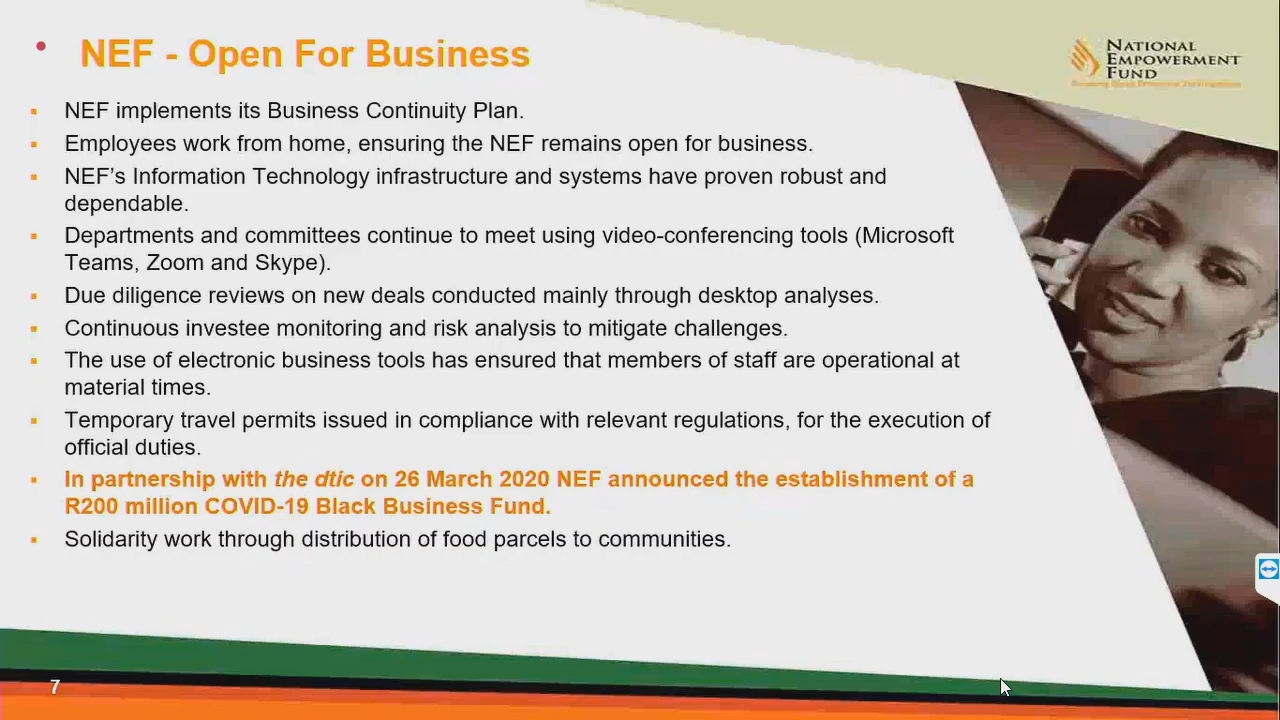 NEF - Open For Business
NATIONAL
EMPOWERMENT
FUND
NEF implements its Business Continuity Plan.
Employees work from home, ensuring the NEF remains open for business.
NEF’s Information Technology infrastructure and systems have proven robust and
dependable.
Departments and committees continue to meet using video-conferencing tools (Microsoft
Teams, Zoom and Skype).
Due diligence reviews on new deals conducted mainly through desktop analyses.
Continuous investee monitoring and risk analysis to mitigate challenges.
The use of electronic business tools has ensured that members of staff are operational at
material times.
Temporary travel permits issued in compliance with relevant regulations, for the execution of
official duties.
In partnership with the dtic on 26 March 2020 NEF announced the establishment of a
R200 million COVID-19 Black Business Fund.
Solidarity work through distribution of food parcels to communities.
7